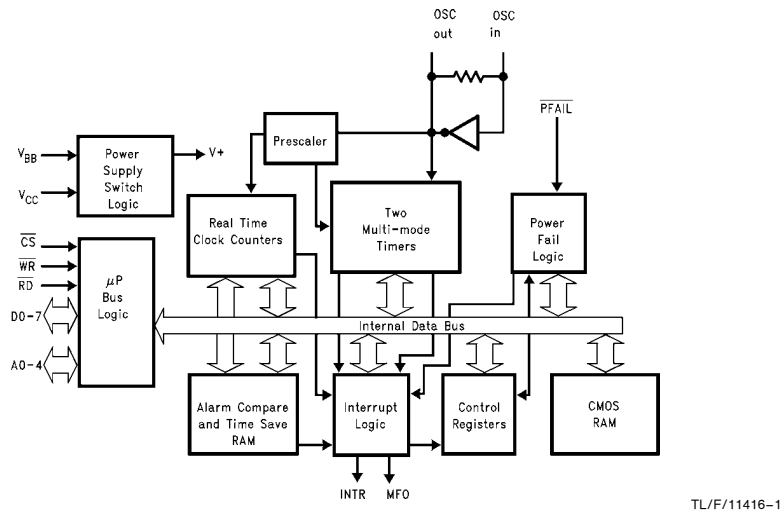 OSC out
OSC in
PFAIL
Prescaler
VBB
VCC
Power
Supply
Switch
Logic
V+
Real Time
Clock Counters
Two
Multi-mode
Timers
Power
Fail
Logic
CS
WR
RD
D0-7
A0-4
μP
Bus
Logic
Internal Data Bus
Alarm Compare
and Time Save
RAM
Interrupt
Logic
Control
Registers
CMOS
RAM
INTR
MFO
TL/F/11416–1